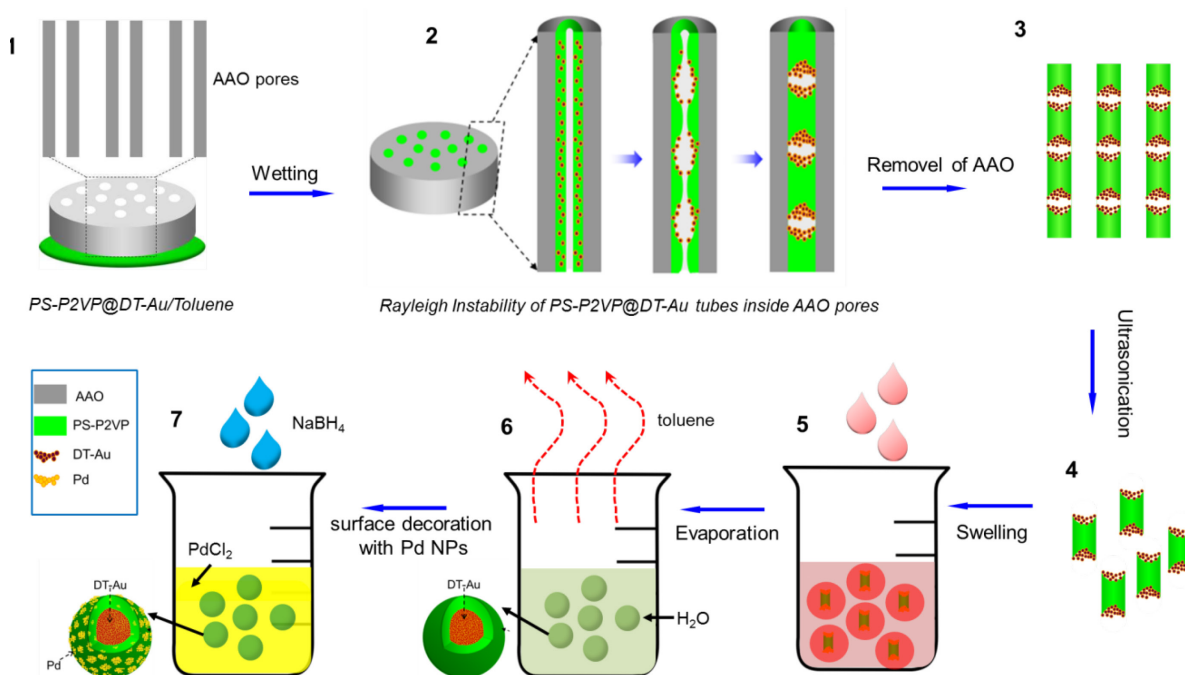 1
AAO pores
Wetting
PS-P2VP@DT-Au/Toluene
2
Rayleigh Instability of PS-P2VP@DT-Au tubes inside AAO pores
Removel of AAO
3
Ultrasonication
4
Swelling
5
Evaporation
6
toluene
H₂O
DT-Au
surface decoration
with Pd NPs
7
NaBH₄
PdCl₂
DT-Au
Pd
AAO
PS-P2VP
DT-Au
Pd